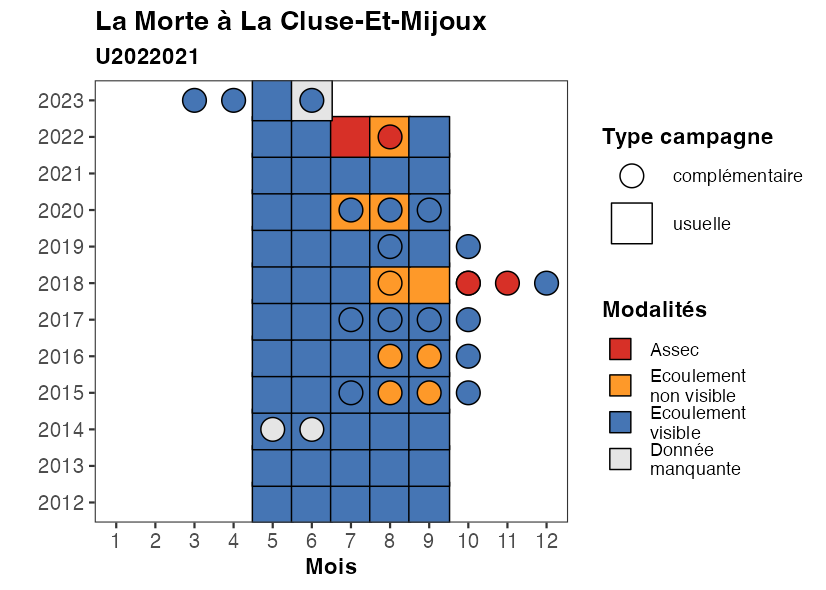 La Morte à La Cluse-Et-Mijoux
U2022021
2023
2022
2021
2020
2019
2018
2017
2016
2015
2014
2013
2012
1 2 3 4 5 6 7 8 9 10 11 12
Mois
Type campagne
complémentaire
usuelle
Modalités
Assec
Ecoulement
non visible
Ecoulement
visible
Donnée
manquante